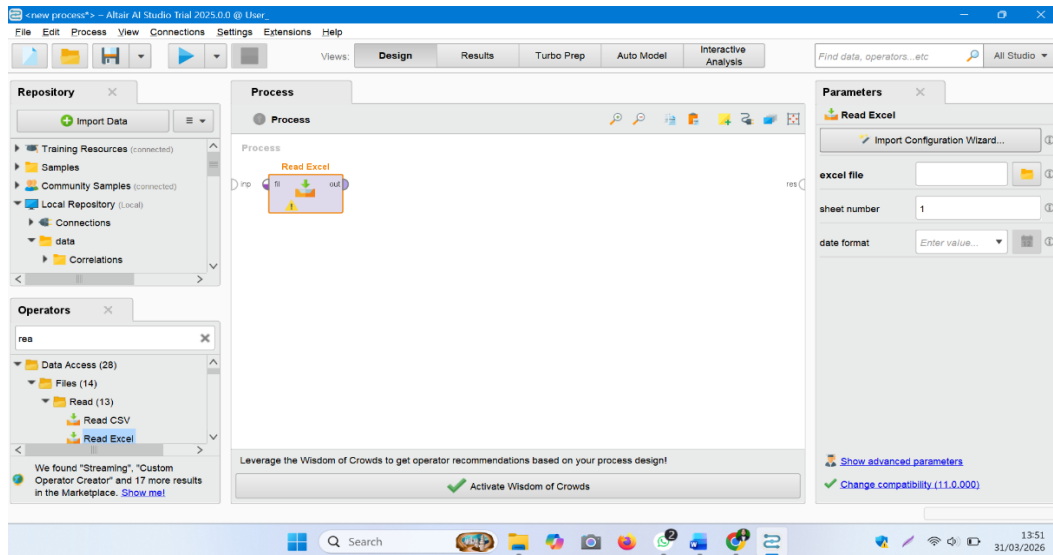 <new process*> – Altair AI Studio Trial 2025.0.0 @ User_
File Edit Process View Connections Settings Extensions Help
Views: Design Results Turbo Prep Auto Model Interactive Analysis
Find data, operators...etc All Studio
Repository
Import Data
Training Resources (connected)
Samples
Community Samples (connected)
Local Repository (Local)
Connections
data
Correlations
Operators
rea
Data Access (28)
Files (14)
Read (13)
Read CSV
Read Excel
We found "Streaming", "Custom
Operator Creator" and 17 more results
in the Marketplace. Show me!
Process
Process
Process
Read Excel
inp fil out res
Leverage the Wisdom of Crowds to get operator recommendations based on your process design!
Activate Wisdom of Crowds
Parameters
Read Excel
Import Configuration Wizard...
excel file
sheet number 1
date format Enter value...
Show advanced parameters
Change compatibility (11.0.000)
Search
2
13:51
31/03/2026